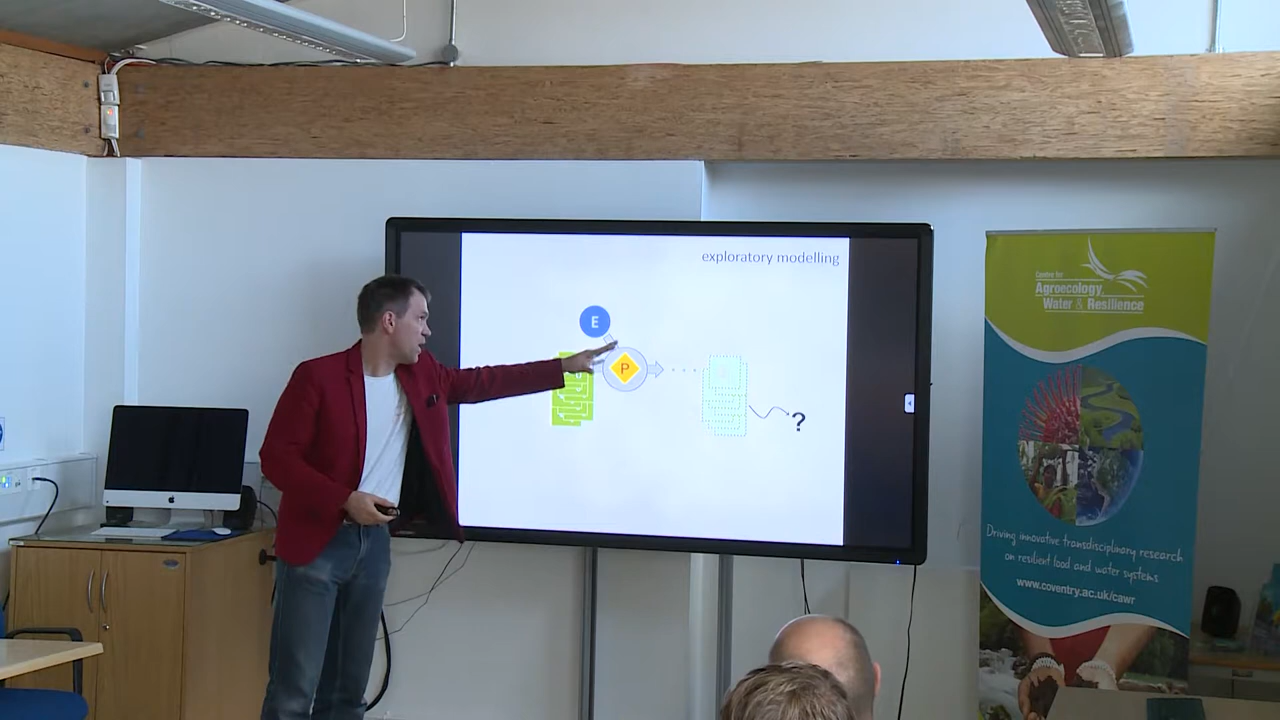 exploratory modelling
E
P
?
Centre for
Agroecology,
Water & Resilience
Driving innovative transdisciplinary research
on resilient food and water systems
www.coventry.ac.uk/cawr